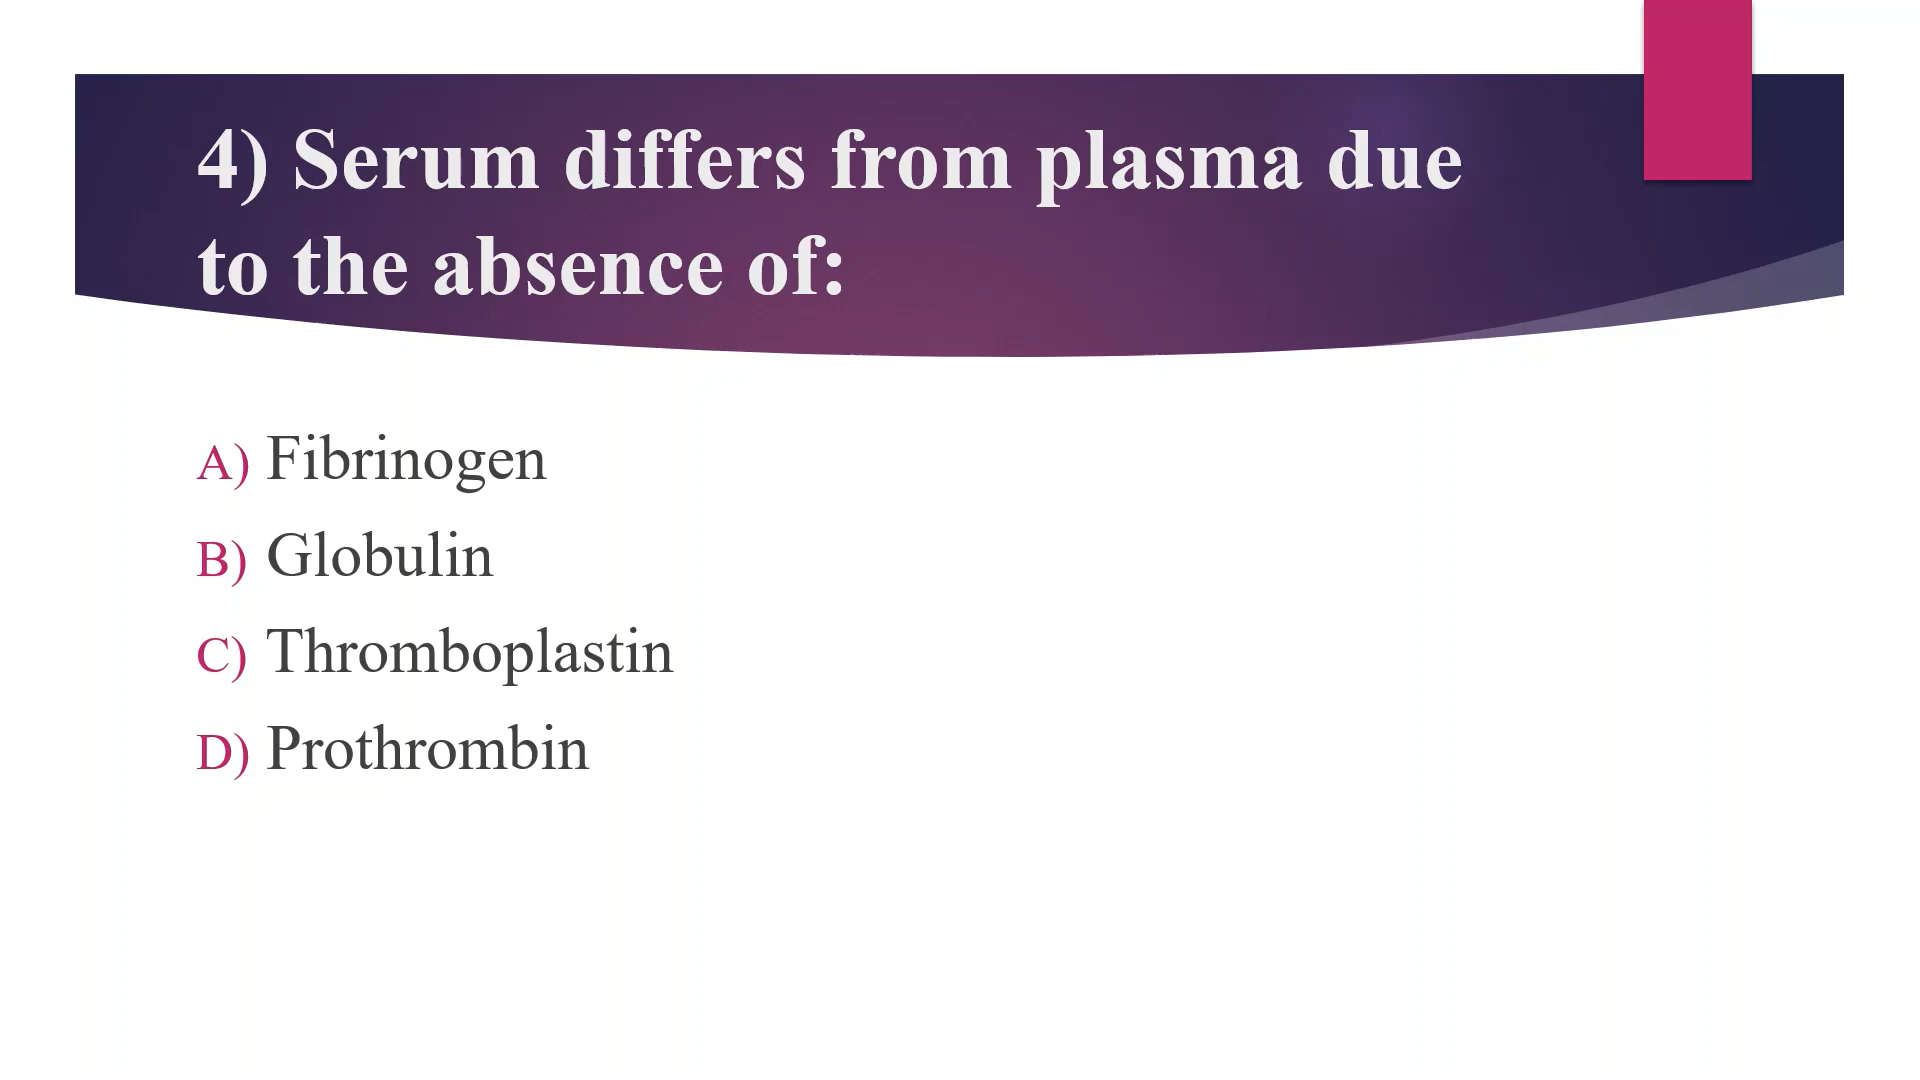 4) Serum differs from plasma due
to the absence of:
A) Fibrinogen
B) Globulin
C) Thromboplastin
D) Prothrombin